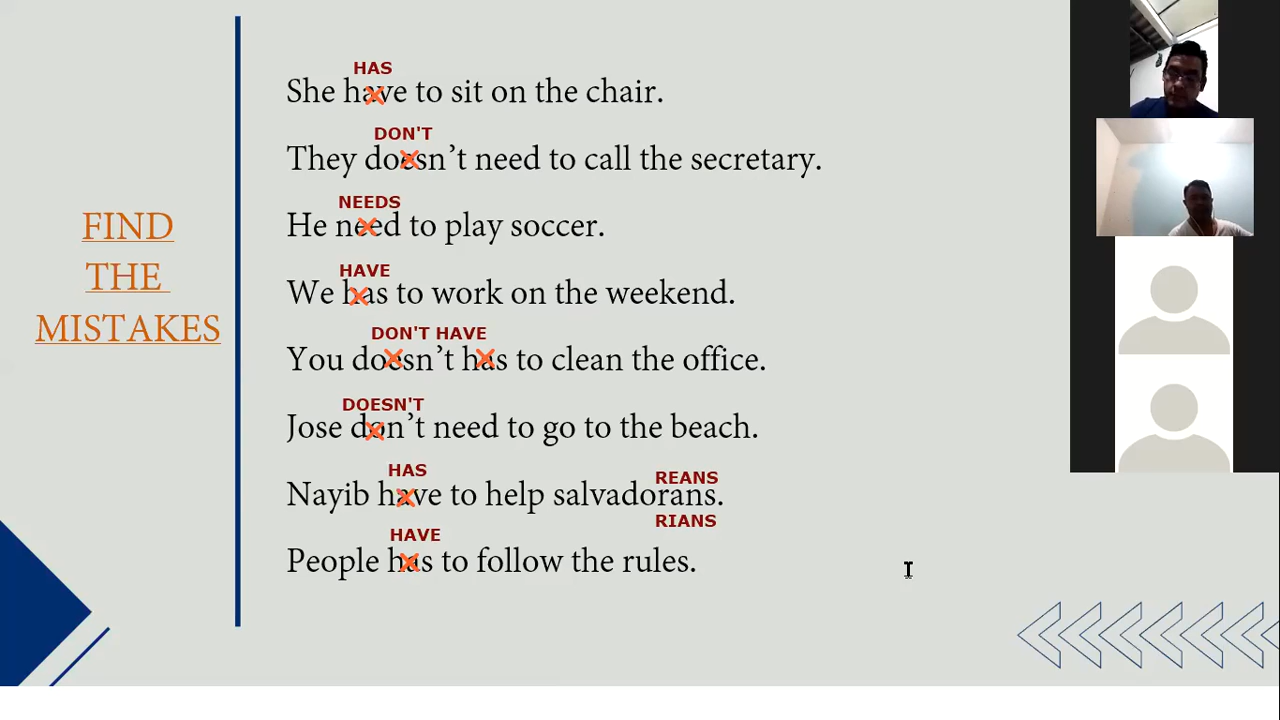 FIND
THE
MISTAKES
HAS
She have to sit on the chair.
DON'T
They doesn’t need to call the secretary.
NEEDS
He need to play soccer.
HAVE
We has to work on the weekend.
DON'T HAVE
You doesn’t has to clean the office.
DOESN'T
Jose don’t need to go to the beach.
HAS REANS
Nayib have to help salvadorans.
RIANS
HAVE
People has to follow the rules.